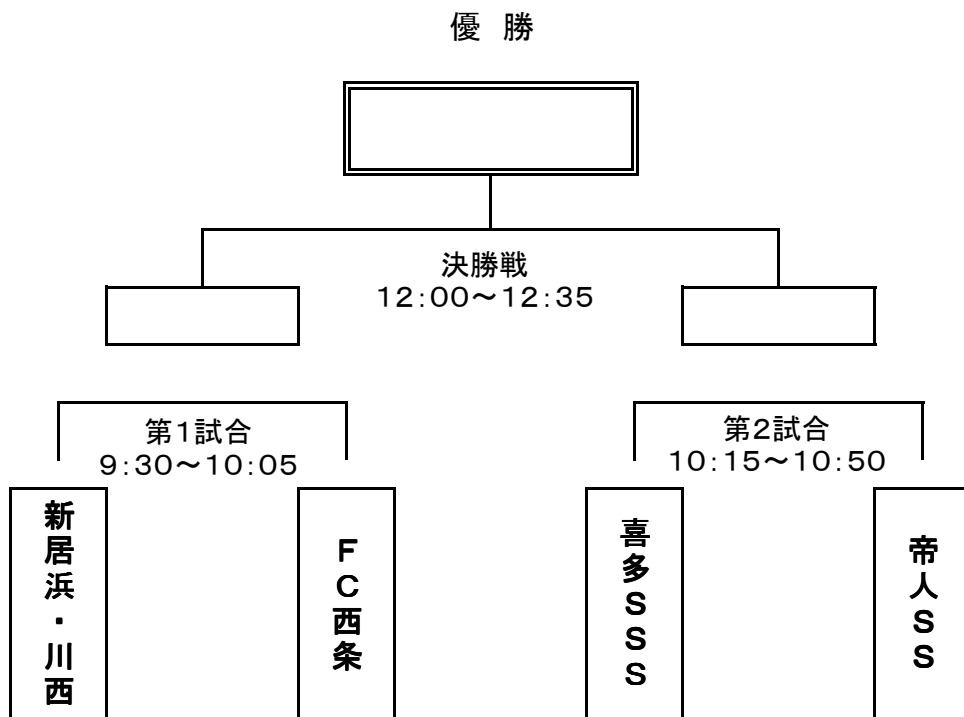 優 勝
決勝戦
12:00～12:35
第1試合
9:30～10:05
第2試合
10:15～10:50
新居浜・川西
FC西条
喜多SSS
帝人SS